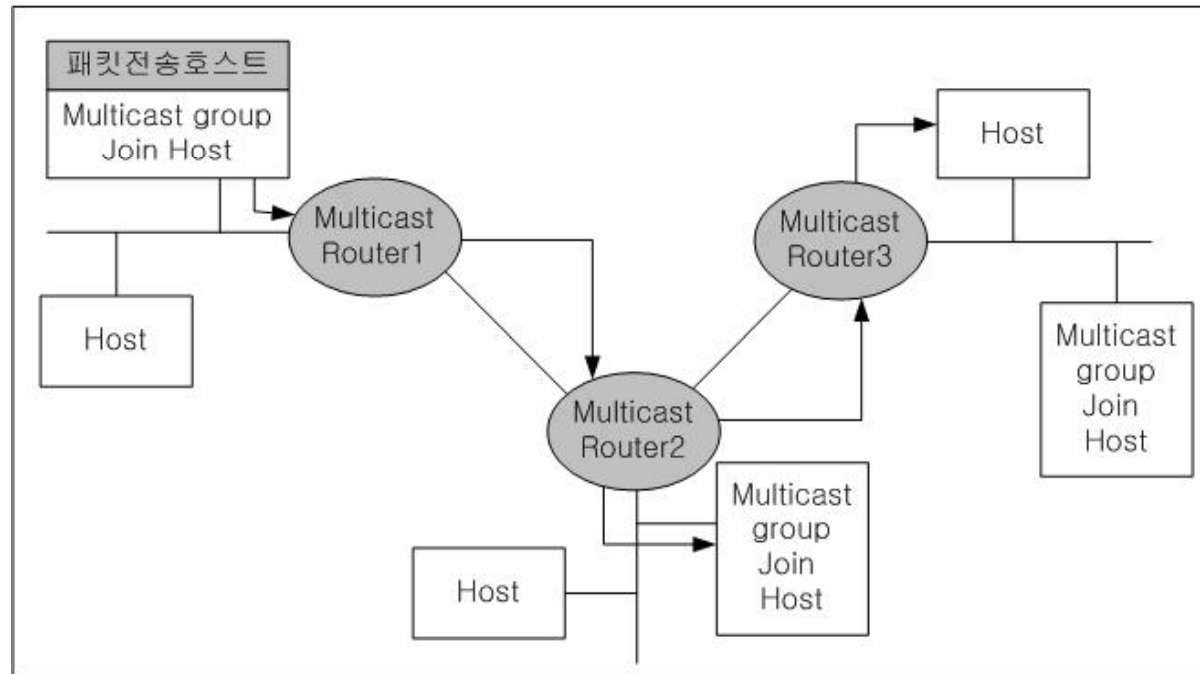 패킷전송호스트
Multicast group
Join Host
Host
Multicast
Router1
Multicast
Router2
Host
Multicast
group
Join
Host
Multicast
Router3
Host
Multicast
group
Join
Host